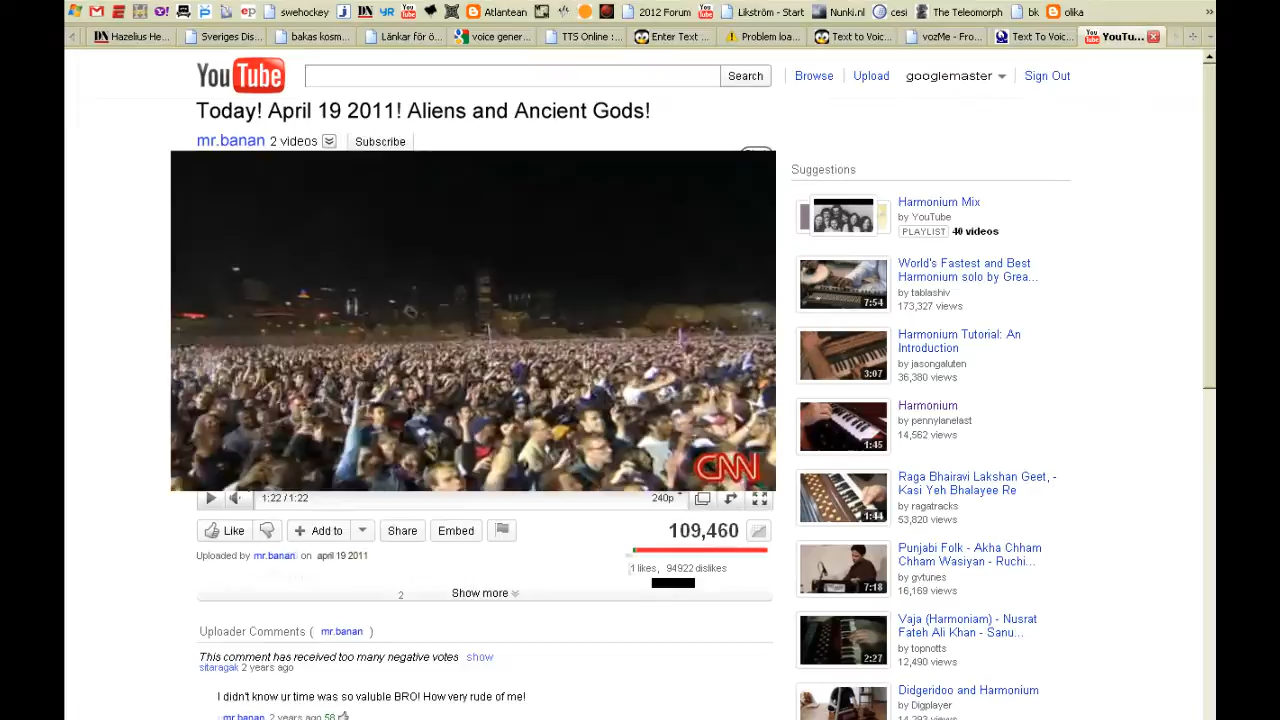 swehockey
Atlantean
2012 Forum
Likstrom - Start
Nunki.nl
cess
The Teleomorph
bk
olika
»
Hazelius He...
Sveriges Dis...
bakas kosm...
Länkar för ö...
voice gener...
TTS Online :...
Enter Text ...
Problem loa...
Text to Voic...
vozMe - Fro...
Text To Voic...
YouTu...
YouTube
Search
Browse
Upload
googlemaster
Sign Out
Today! April 19 2011! Aliens and Ancient Gods!
mr.banan 2 videos
Subscribe
CNN
1:22 / 1:22
240p
Like
Add to
Share
Embed
109,460
Uploaded by mr.banan on april 19 2011
1 likes, 94922 dislikes
2
Show more
Uploader Comments ( mr.banan )
This comment has received too many negative votes show
sitaragak 2 years ago
I didn't know ur time was so valuble BRO! How very rude of me!
mr.banan 2 years ago 58
Suggestions
Harmonium Mix
by YouTube
PLAYLIST 40 videos
World's Fastest and Best
Harmonium solo by Grea...
by tablashiv
173,327 views
7:54
Harmonium Tutorial: An
Introduction
by jasongaluten
36,380 views
3:07
Harmonium
by pennylanelast
14,562 views
1:45
Raga Bhairavi Lakshan Geet, -
Kasi Yeh Bhalayee Re
by ragatracks
53,820 views
1:44
Punjabi Folk - Akha Chham
Chham Wasiyan - Ruchi...
by gvtunes
16,169 views
7:18
Vaja (Harmoniam) - Nusrat
Fateh Ali Khan - Sanu...
by topnotts
12,490 views
2:27
Didgeridoo and Harmonium
by Digplayer
14,293 views